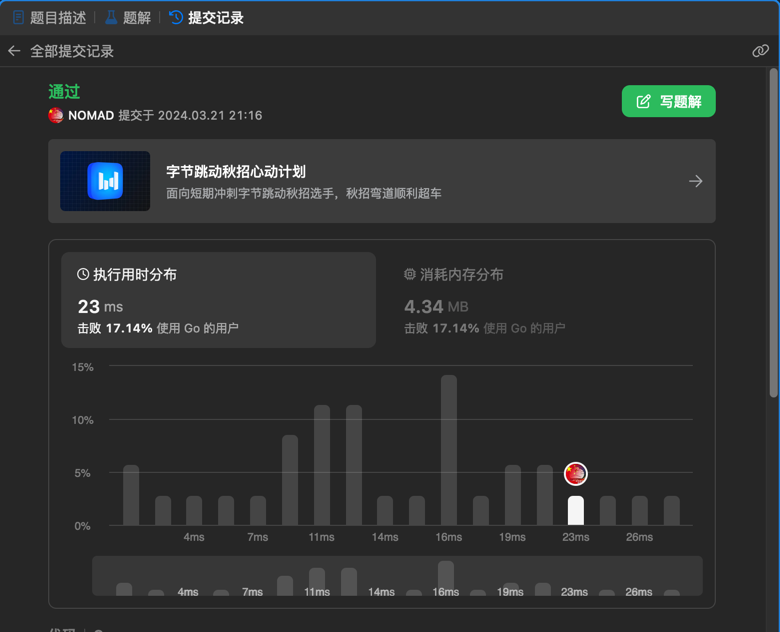 题目描述 题解 提交记录
全部提交记录
通过
NOMAD 提交于 2024.03.21 21:16
写题解
字节跳动秋招心动计划
面向短期冲刺字节跳动秋招选手，秋招弯道顺利超车
执行用时分布
23 ms
击败 17.14% 使用 Go 的用户
消耗内存分布
4.34 MB
击败 17.14% 使用 Go 的用户
15%
10%
5%
0%
4ms 7ms 11ms 14ms 16ms 19ms 23ms 26ms
4ms 7ms 11ms 14ms 16ms 19ms 23ms 26ms